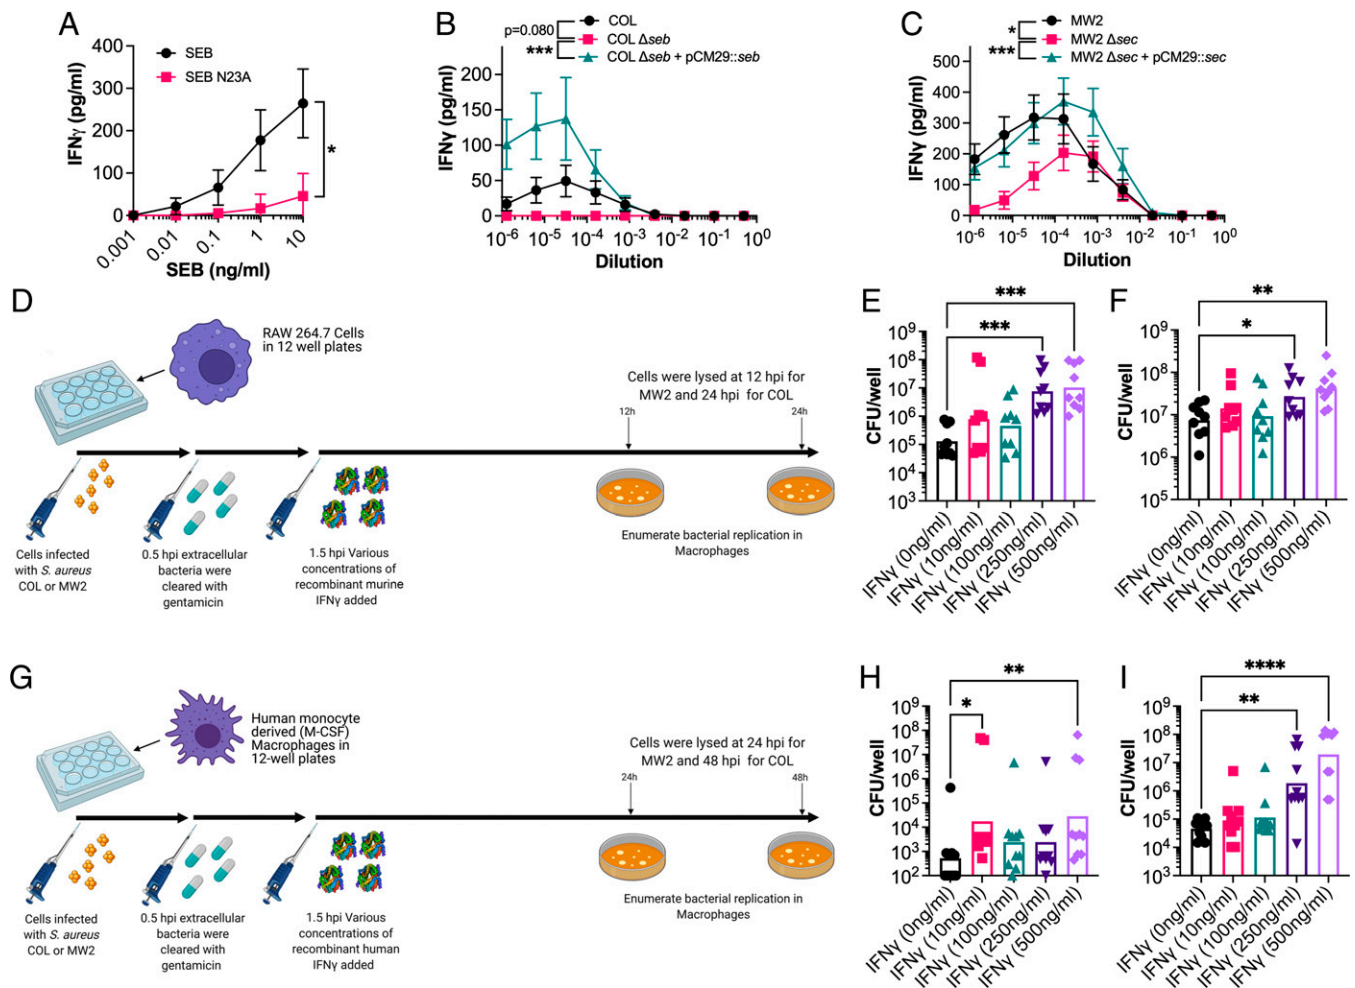 A
SEB
SEB N23A
IFNγ (pg/ml)
400
300
200
100
0
*
0.001
0.01
0.1
1
10
SEB (ng/ml)
B
COL
COL Δseb
COL Δseb + pCM29::seb
p=0.080
***
IFNγ (pg/ml)
200
150
100
50
0
10-6
10-5
10-4
10-3
10-2
10-1
100
Dilution
C
MW2
MW2 Δsec
MW2 Δsec + pCM29::sec
*
***
IFNγ (pg/ml)
500
400
300
200
100
0
10-6
10-5
10-4
10-3
10-2
10-1
100
Dilution
D
RAW 264.7 Cells
in 12 well plates
Cells were lysed at 12 hpi for
MW2 and 24 hpi for COL
12h
24h
Cells infected
with S. aureus
COL or MW2
0.5 hpi extracellular
bacteria were
cleared with
gentamicin
1.5 hpi Various
concentrations of
recombinant murine
IFNγ added
Enumerate bacterial replication in
Macrophages
E
***
***
CFU/well
109
108
107
106
105
104
103
IFNγ (0ng/ml)
IFNγ (10ng/ml)
IFNγ (100ng/ml)
IFNγ (250ng/ml)
IFNγ (500ng/ml)
F
**
*
CFU/well
109
108
107
106
105
IFNγ (0ng/ml)
IFNγ (10ng/ml)
IFNγ (100ng/ml)
IFNγ (250ng/ml)
IFNγ (500ng/ml)
G
Human monocyte
derived (M-CSF)
Macrophages in
12-well plates
Cells were lysed at 24 hpi for
MW2 and 48 hpi for COL
24h
48h
Cells infected
with S. aureus
COL or MW2
0.5 hpi extracellular
bacteria were
cleared with
gentamicin
1.5 hpi Various
concentrations of
recombinant human
IFNγ added
Enumerate bacterial replication in
Macrophages
H
**
*
CFU/well
109
108
107
106
105
104
103
102
IFNγ (0ng/ml)
IFNγ (10ng/ml)
IFNγ (100ng/ml)
IFNγ (250ng/ml)
IFNγ (500ng/ml)
I
****
**
CFU/well
109
108
107
106
105
104
103
IFNγ (0ng/ml)
IFNγ (10ng/ml)
IFNγ (100ng/ml)
IFNγ (250ng/ml)
IFNγ (500ng/ml)